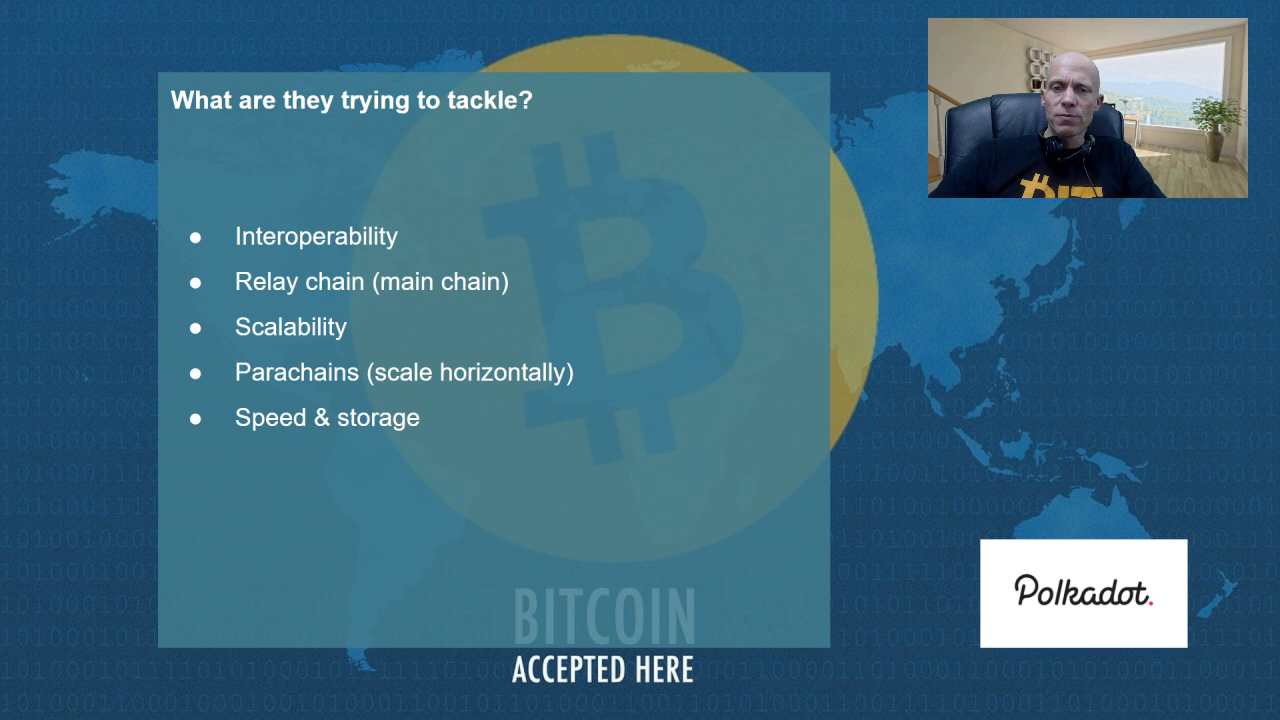 What are they trying to tackle?
● Interoperability
● Relay chain (main chain)
● Scalability
● Parachains (scale horizontally)
● Speed & storage
BITCOIN
ACCEPTED HERE
BIT
Polkadot.